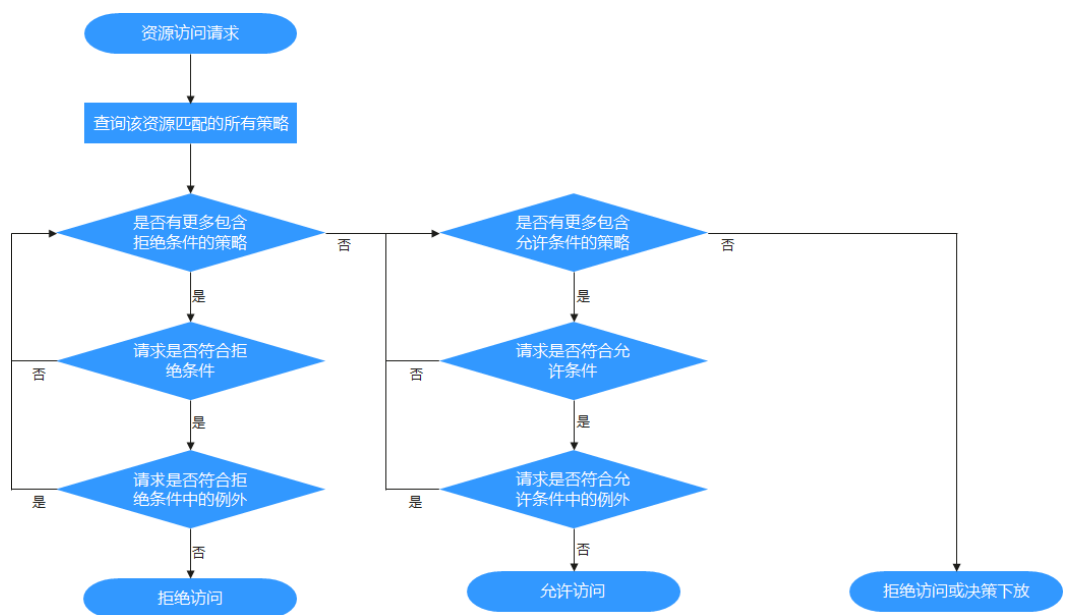 资源访问请求
查询该资源匹配的所有策略
是否有更多包含
拒绝条件的策略
否
是否有更多包含
允许条件的策略
否
是
是
请求是否符合拒
绝条件
否
请求是否符合允
许条件
否
是
是
请求是否符合拒
绝条件中的例外
是
请求是否符合允
许条件中的例外
是
否
否
拒绝访问
允许访问
拒绝访问或决策下放